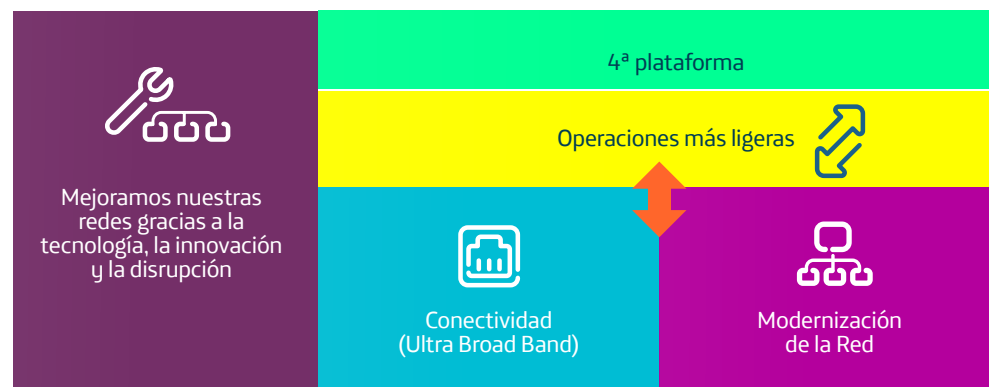 Mejoramos nuestras
redes gracias a la
tecnología, la innovación
y la disrupción
4ª plataforma
Operaciones más ligeras
Conectividad
(Ultra Broad Band)
Modernización
de la Red